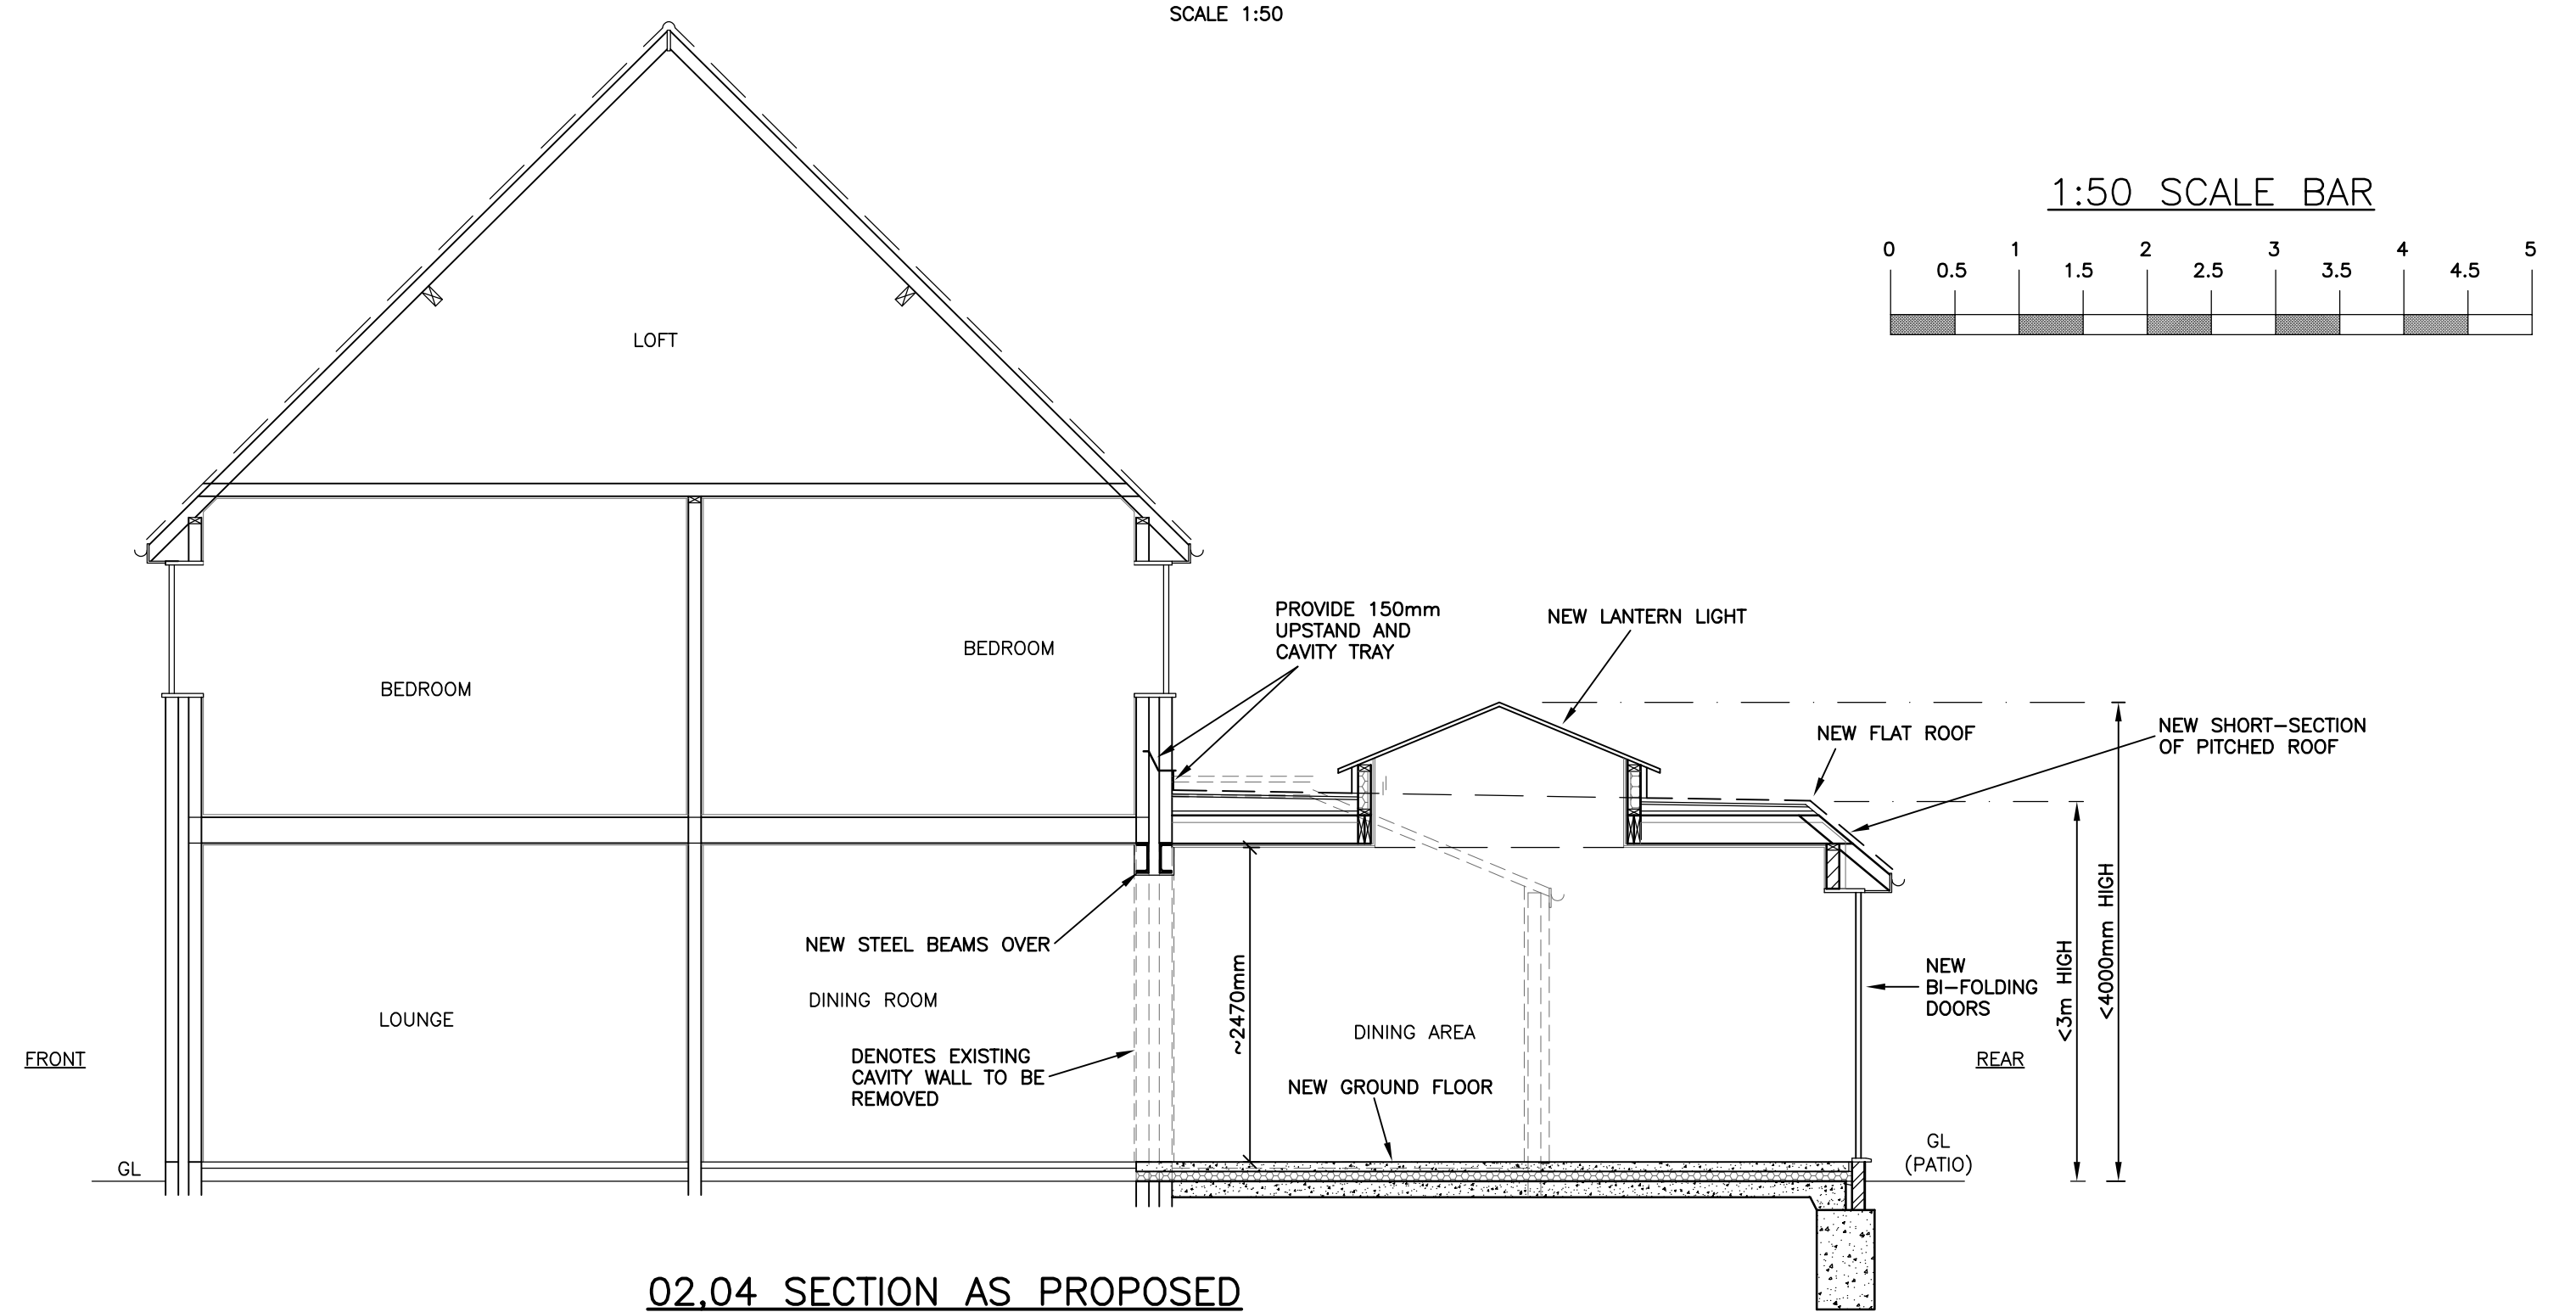 SCALE 1:50
1:50 SCALE BAR
0 1 2 3 4 5
0.5 1.5 2.5 3.5 4.5
LOFT
PROVIDE 150mm
UPSTAND AND
CAVITY TRAY
NEW LANTERN LIGHT
BEDROOM
BEDROOM
NEW FLAT ROOF
NEW SHORT-SECTION
OF PITCHED ROOF
NEW STEEL BEAMS OVER
DINING ROOM
LOUNGE
~2470mm
DINING AREA
NEW
BI-FOLDING
DOORS
<3m HIGH
<4000mm HIGH
FRONT
DENOTES EXISTING
CAVITY WALL TO BE
REMOVED
NEW GROUND FLOOR
REAR
GL
GL
(PATIO)
02,04 SECTION AS PROPOSED